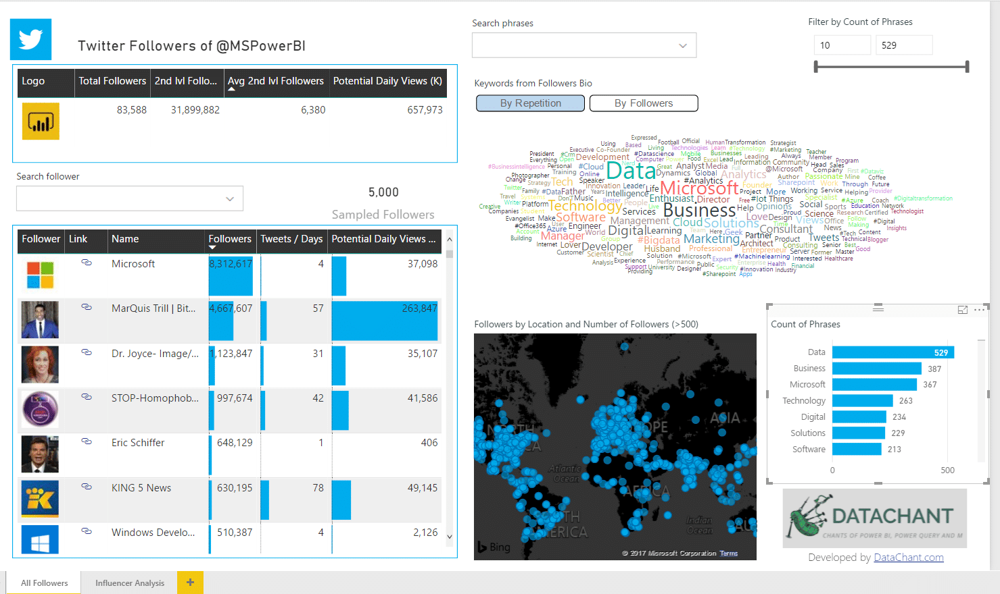 Twitter Followers of @MSPowerBI
Logo Total Followers 2nd lvl Follo... Avg 2nd lvl Followers Potential Daily Views (K)
83,588 31,899,882 6,380 657,973
Search follower
5,000
Sampled Followers
Follower Link Name Followers Tweets / Days Potential Daily Views ...
Microsoft 8,312,617 4 37,098
MarQuis Trill | Bit... 4,667,607 57 263,847
Dr. Joyce- Image/... 1,123,847 31 35,107
STOP-Homophob... 997,674 42 41,586
Eric Schiffer 648,129 1 406
KING 5 News 630,195 78 49,145
Windows Develo... 510,387 4 2,126
Search phrases
Filter by Count of Phrases
10 529
Keywords from Followers Bio
By Repetition By Followers
Expressed
Using Football Official HumanTransformation Strategist
Executive Co-Founder Based Living Technologies Learn #Technology #Marketing Teacher
President #Crm Development #Datascience Mobile Businesses Leading Always Member
Everything Open Nerd Computer Power Food Excel Lead Information Community Head Sales Program
#Businessintelligence Personal #Cloud Data Great Analyst Media Full @Microsoft Company First #Dataviz
Photographer Training Online Dynamics Global Analytics Author Passionate Mine Coffee
Change Strategy Tech Speaker #Analytics Founder Sharepoint Work Through Future
Twitter Family #DataFather Innovation Leader Life Microsoft Project More Working Service Helping Provider
Travel Systems Don'T Music Years Intelligence Enthusiast Director Free #Iot Things Specialist #Azure Coach #Digitaltransformation
Creative Writer Platform Technology Better People Live Business Help Opinions Social Sports Education Network
Companies Student Services Proud Science Research Certified Technologist
Evangelist Make Software Management Cloud Solutions Love Design Views Office Follow #Digital
#Office365 User Engineer Time News Making Insights
Account Azure World Digital Learning Team Here Geek Consultant #Tech Content
Building Manager Group #Bigdata Marketing Partner Product Tweets Technical Blogger
Internet Lover Developer Husband Professional Architect Consulting Senior Best Good
Customer Scientist Chief Entrepreneur Server Former Master
Solution #Microsoft Expert #Machinelearning Interested Healthcare
Analysis Experience Performance Public Enterprise Health Financial
Support University Designer Security #Innovation Industry
Providing #Sharepoint Apps
Followers by Location and Number of Followers (>500)
NORTH AMERICA
EUROPE
ASIA
Atlantic
Ocean
AFRICA
SOUTH
AMERICA
Indian
Ocean
AU
Bing
© 2017 Microsoft Corporation Terms
Count of Phrases
Data 529
Business 387
Microsoft 367
Technology 263
Digital 234
Solutions 229
Software 213
0 500
DATACHANT
CHANTS OF POWER BI, POWER QUERY AND M
Developed by DataChant.com
All Followers Influencer Analysis +